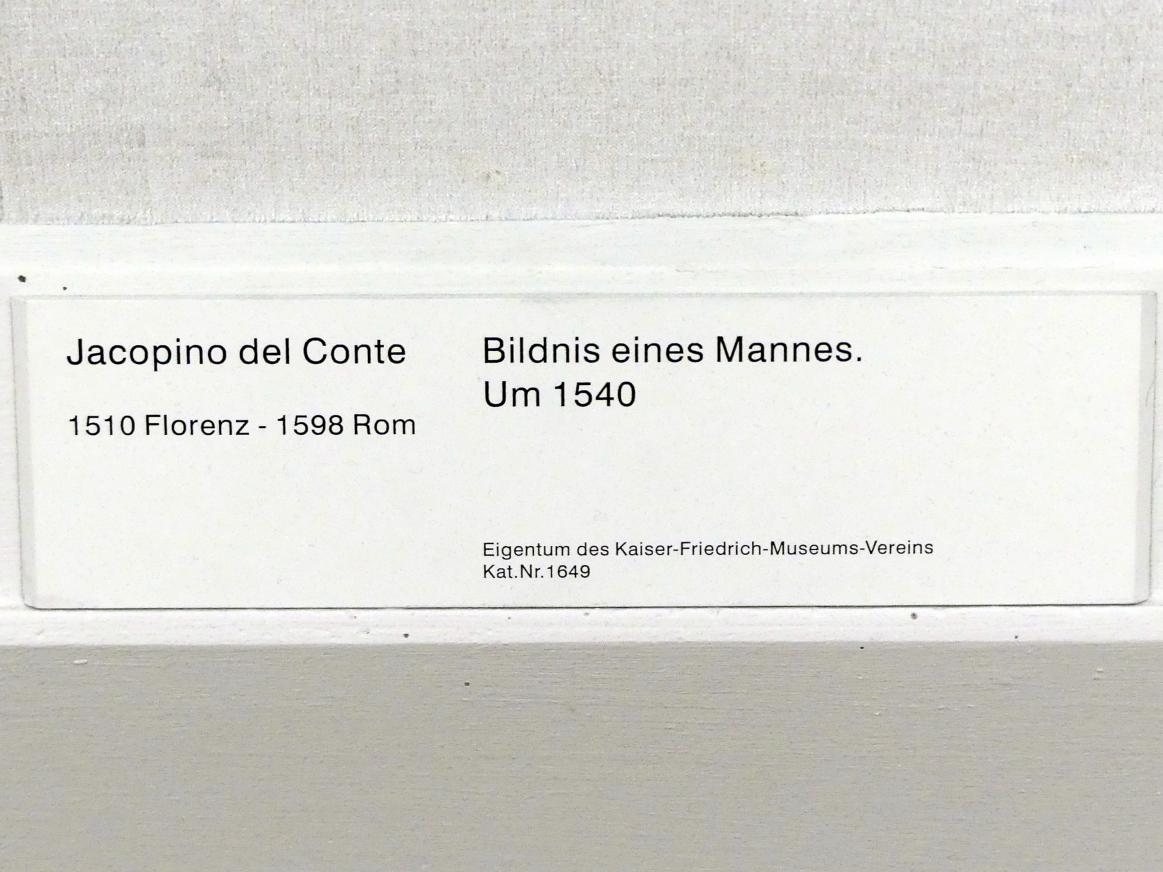 Jacopino del Conte
1510 Florenz - 1598 Rom
Bildnis eines Mannes.
Um 1540
Eigentum des Kaiser-Friedrich-Museums-Vereins
Kat.Nr.1649